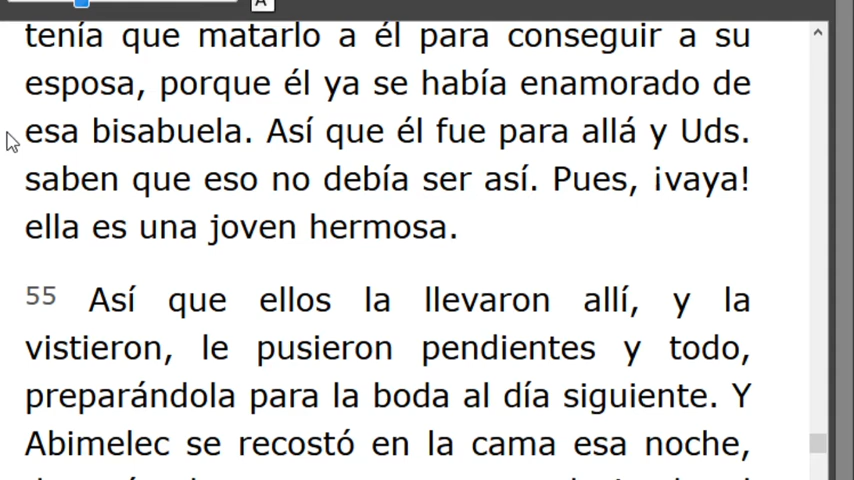 A
tenía que matarlo a él para conseguir a su
esposa, porque él ya se había enamorado de
esa bisabuela. Así que él fue para allá y Uds.
saben que eso no debía ser así. Pues, ¡vaya!
ella es una joven hermosa.
55 Así que ellos la llevaron allí, y la
vistieron, le pusieron pendientes y todo,
preparándola para la boda al día siguiente. Y
Abimelec se recostó en la cama esa noche,